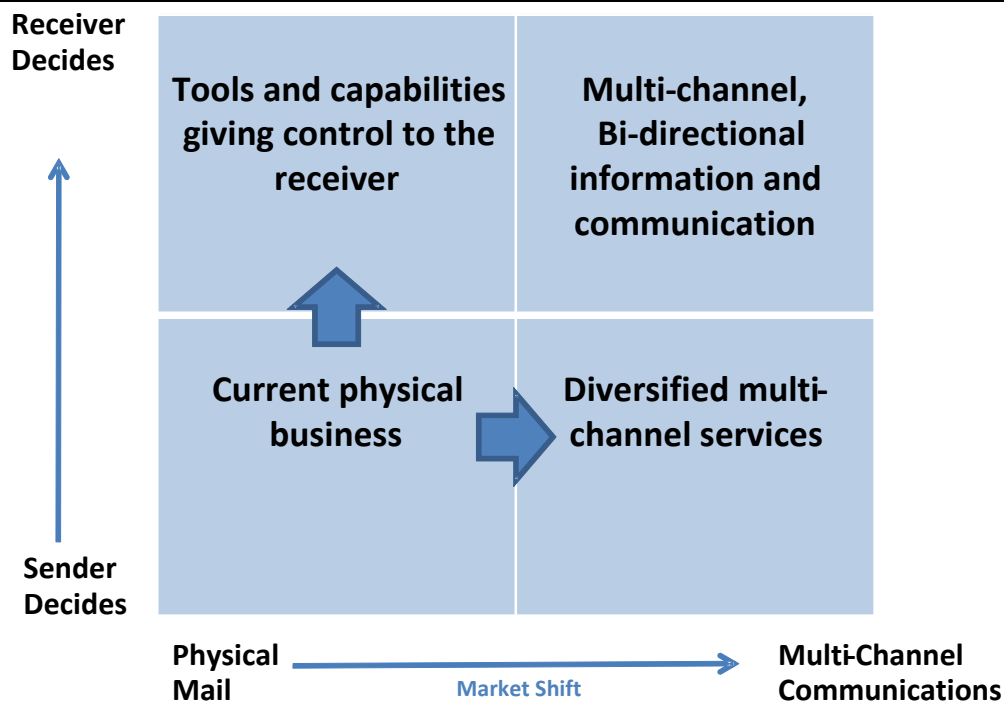 Receiver
Decides
Tools and capabilities
giving control to the
receiver
Multi-channel,
Bi-directional
information and
communication
Current physical
business
Diversified multi-
channel services
Sender
Decides
Physical
Mail
Market Shift
Multi-Channel
Communications